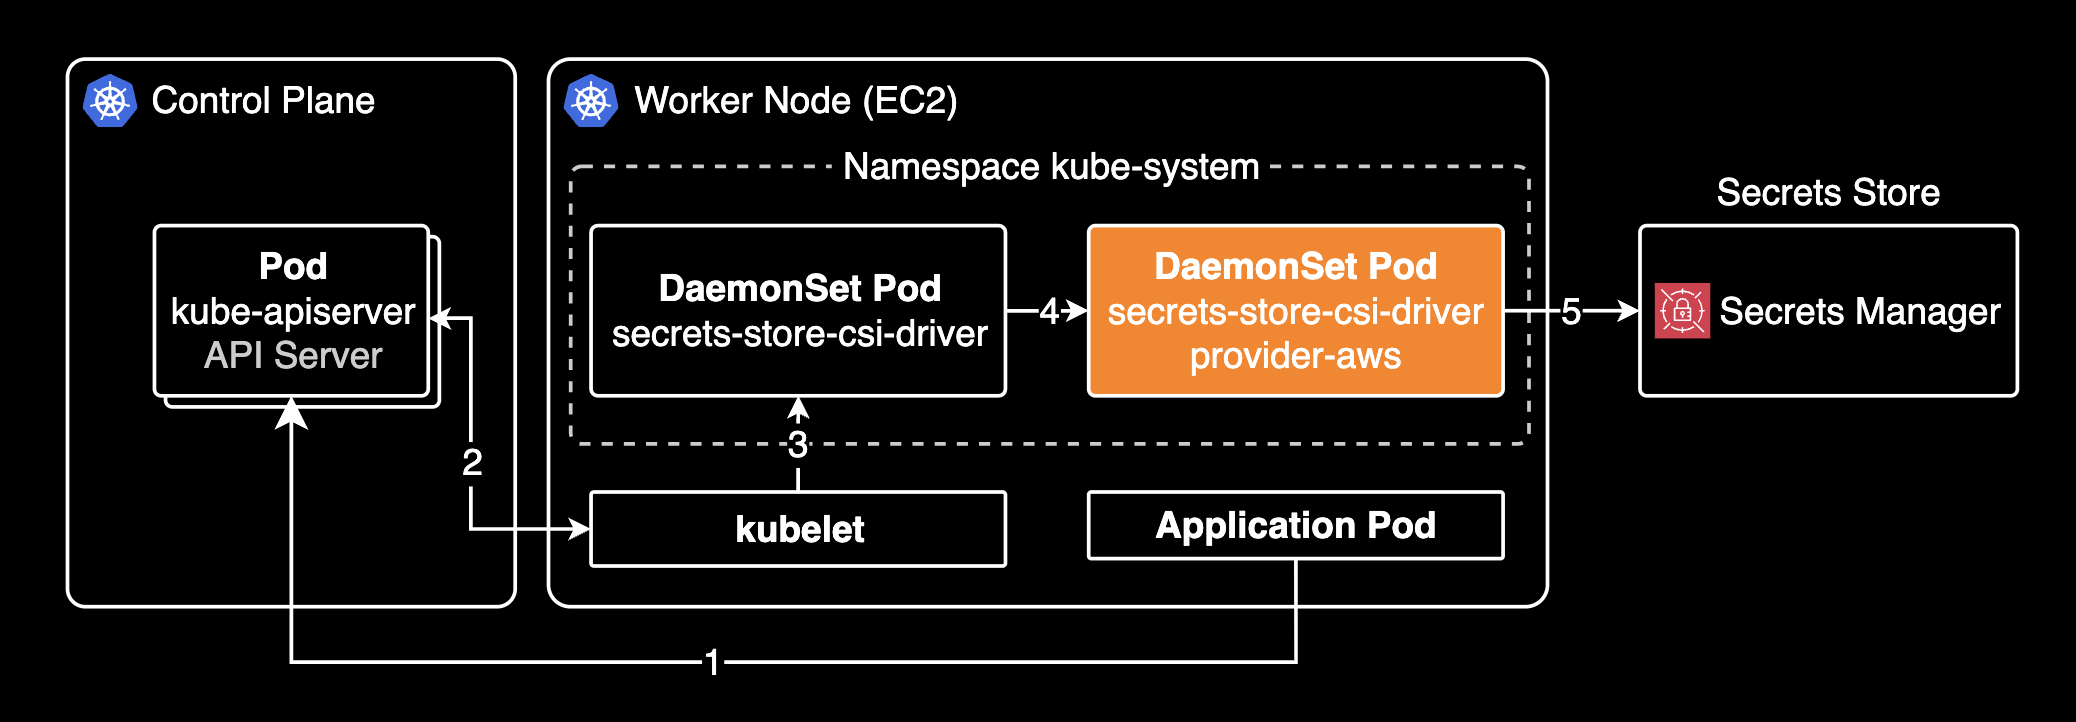 Control Plane
Pod
kube-apiserver
API Server
2
Worker Node (EC2)
Namespace kube-system
DaemonSet Pod
secrets-store-csi-driver
4
DaemonSet Pod
secrets-store-csi-driver
provider-aws
5
3
kubelet
Application Pod
1
Secrets Store
Secrets Manager